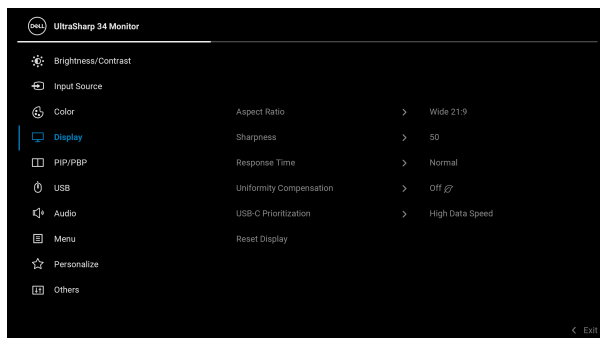 DELL UltraSharp 34 Monitor
Brightness/Contrast
Input Source
Color
Aspect Ratio > Wide 21:9
Display
Sharpness > 50
PIP/PBP
Response Time > Normal
USB
Uniformity Compensation > Off
Audio
USB-C Prioritization > High Data Speed
Menu
Reset Display
Personalize
Others
< Exit